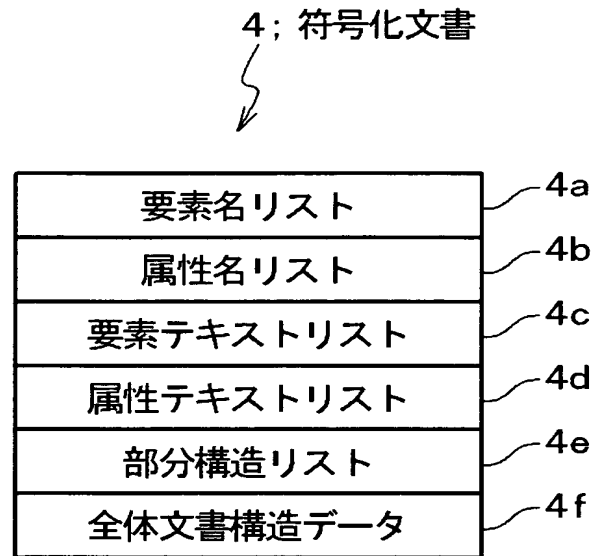 4; 符号化文書
要素名リスト 4a
属性名リスト 4b
要素テキストリスト 4c
属性テキストリスト 4d
部分構造リスト 4e
全体文書構造データ 4f